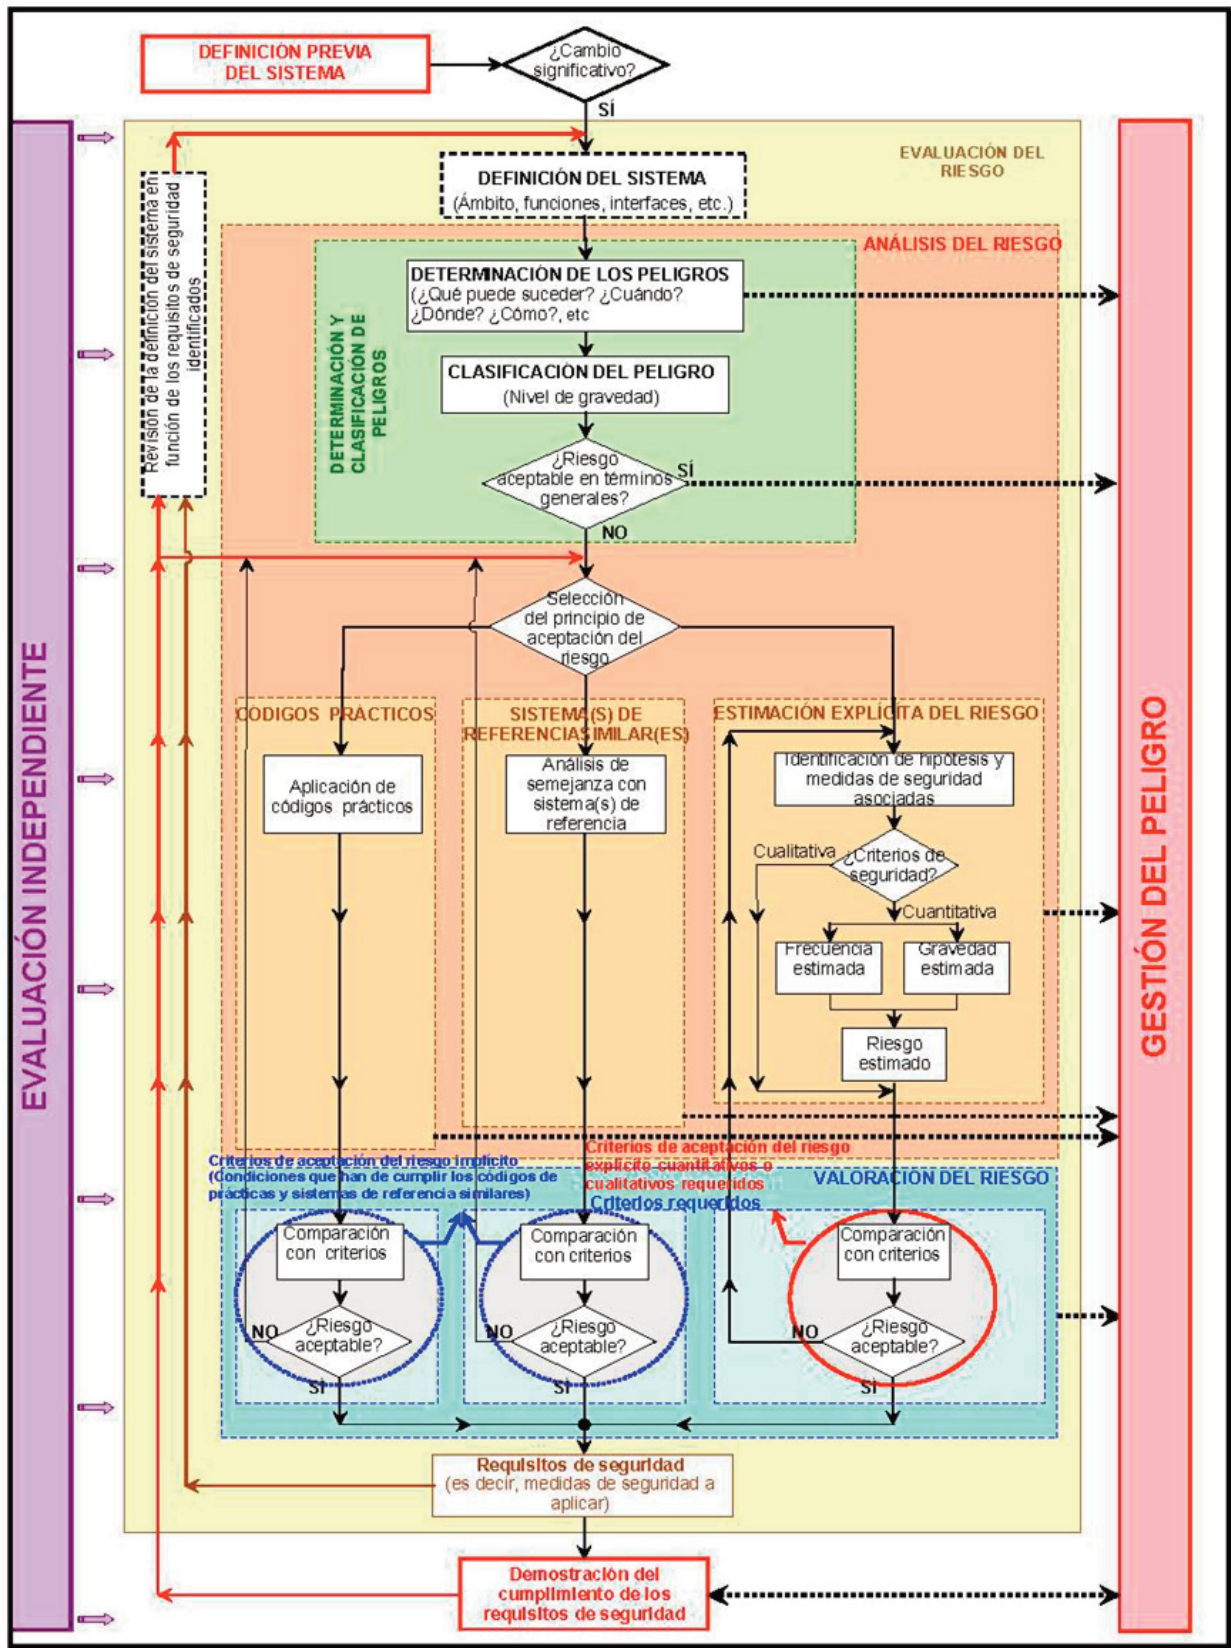 DEFINICIÓN PREVIA
DEL SISTEMA
¿Cambio
significativo?
SÍ
EVALUACIÓN DEL
RIESGO
DEFINICIÓN DEL SISTEMA
(Ámbito, funciones, interfaces, etc.)
Revisión de la definición del sistema en
función de los requisitos de seguridad
identificados
ANÁLISIS DEL RIESGO
DETERMINACIÓN DE LOS PELIGROS
(¿Qué puede suceder? ¿Cuándo?
¿Dónde? ¿Cómo?, etc
DETERMINACIÓN Y
CLASIFICACIÓN DE
PELIGROS
CLASIFICACIÓN DEL PELIGRO
(Nivel de gravedad)
¿Riesgo
aceptable en términos
generales?
SÍ
NO
Selección
del principio de
aceptación del
riesgo
EVALUACIÓN INDEPENDIENTE
GESTIÓN DEL PELIGRO
CÓDIGOS PRÁCTICOS
Aplicación de
códigos prácticos
SISTEMA(S) DE
REFERENCIASIMILAR(ES)
Análisis de
semejanza con
sistema(s) de
referencia
ESTIMACIÓN EXPLÍCITA DEL RIESGO
Identificación de hipótesis y
medidas de seguridad
asociadas
Cualitativa
¿Criterios de
seguridad?
Cuantitativa
Frecuencia
estimada
Gravedad
estimada
Riesgo
estimado
Criterios de aceptación del riesgo implícito
(Condiciones que han de cumplir los códigos de
prácticas y sistemas de referencia similares)
Criterios de aceptación del riesgo
explícito cuantitativos o
cualitativos requeridos
Criterios requeridos
VALORACIÓN DEL RIESGO
Comparación
con criterios
¿Riesgo
aceptable?
NO
SÌ
Comparación
con criterios
¿Riesgo
aceptable?
NO
SÌ
Comparación
con criterios
¿Riesgo
aceptable?
NO
SÌ
Requisitos de seguridad
(es decir, medidas de seguridad a
aplicar)
Demostración del
cumplimiento de los
requisitos de seguridad